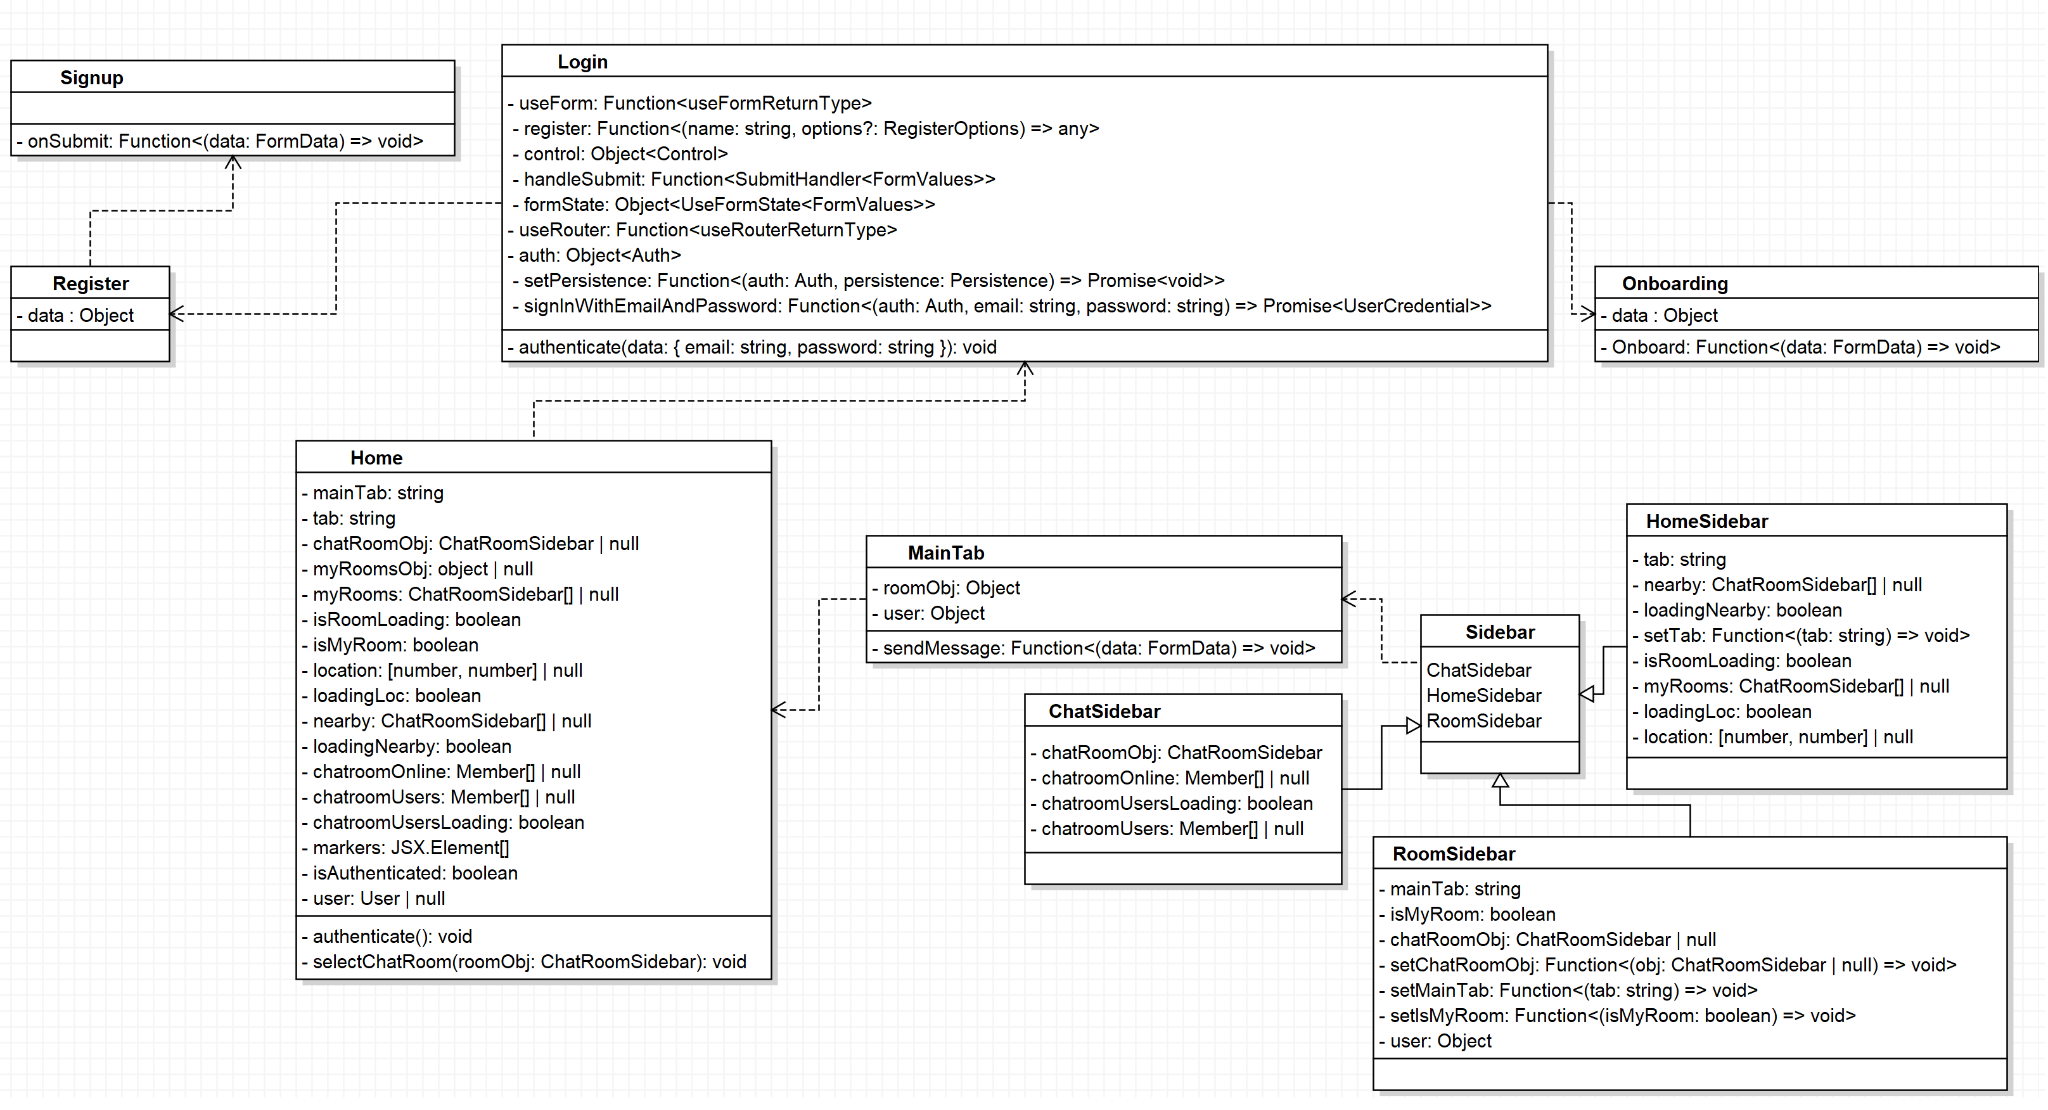 Signup
- onSubmit: Function<(data: FormData) => void>
Login
- useForm: Function<useFormReturnType>
- register: Function<(name: string, options?: RegisterOptions) => any>
- control: Object<Control>
- handleSubmit: Function<SubmitHandler<FormValues>>
- formState: Object<UseFormState<FormValues>>
- useRouter: Function<useRouterReturnType>
- auth: Object<Auth>
- setPersistence: Function<(auth: Auth, persistence: Persistence) => Promise<void>>
- signInWithEmailAndPassword: Function<(auth: Auth, email: string, password: string) => Promise<UserCredential>>
- authenticate(data: { email: string, password: string }): void
Register
- data : Object
Onboarding
- data : Object
- Onboard: Function<(data: FormData) => void>
Home
- mainTab: string
- tab: string
- chatRoomObj: ChatRoomSidebar | null
- myRoomsObj: object | null
- myRooms: ChatRoomSidebar[] | null
- isRoomLoading: boolean
- isMyRoom: boolean
- location: [number, number] | null
- loadingLoc: boolean
- nearby: ChatRoomSidebar[] | null
- loadingNearby: boolean
- chatroomOnline: Member[] | null
- chatroomUsers: Member[] | null
- chatroomUsersLoading: boolean
- markers: JSX.Element[]
- isAuthenticated: boolean
- user: User | null
- authenticate(): void
- selectChatRoom(roomObj: ChatRoomSidebar): void
MainTab
- roomObj: Object
- user: Object
- sendMessage: Function<(data: FormData) => void>
ChatSidebar
- chatRoomObj: ChatRoomSidebar
- chatroomOnline: Member[] | null
- chatroomUsersLoading: boolean
- chatroomUsers: Member[] | null
Sidebar
ChatSidebar
HomeSidebar
RoomSidebar
HomeSidebar
- tab: string
- nearby: ChatRoomSidebar[] | null
- loadingNearby: boolean
- setTab: Function<(tab: string) => void>
- isRoomLoading: boolean
- myRooms: ChatRoomSidebar[] | null
- loadingLoc: boolean
- location: [number, number] | null
RoomSidebar
- mainTab: string
- isMyRoom: boolean
- chatRoomObj: ChatRoomSidebar | null
- setChatRoomObj: Function<(obj: ChatRoomSidebar | null) => void>
- setMainTab: Function<(tab: string) => void>
- setIsMyRoom: Function<(isMyRoom: boolean) => void>
- user: Object